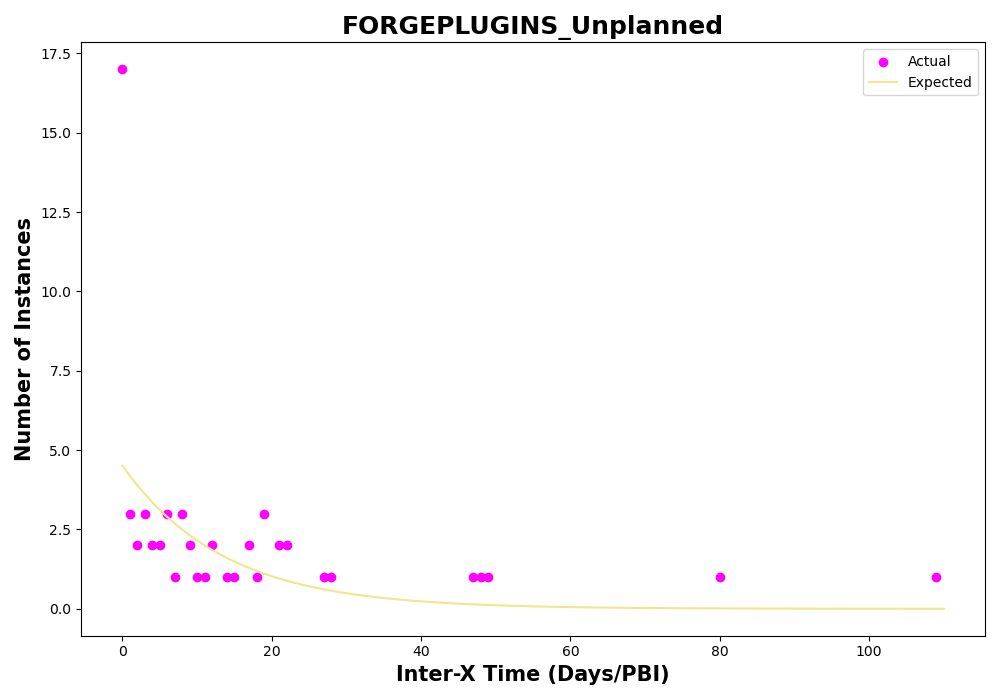 FORGEPLUGINS_Unplanned
Actual
Expected
17.5
15.0
12.5
10.0
7.5
5.0
2.5
0.0
Number of Instances
0 20 40 60 80 100
Inter-X Time (Days/PBI)